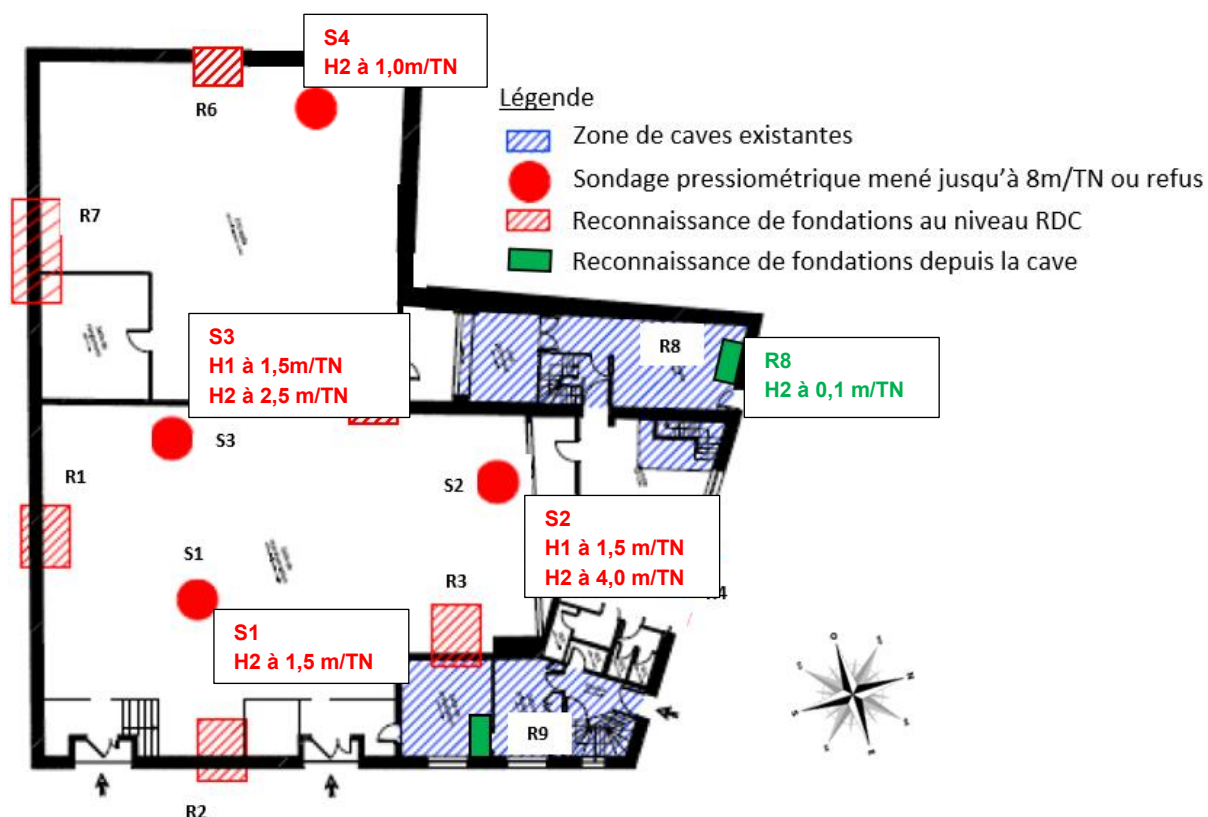 S4
H2 à 1,0m/TN
R6
Légende
Zone de caves existantes
Sondage pressiométrique mené jusqu'à 8m/TN ou refus
Reconnaissance de fondations au niveau RDC
Reconnaissance de fondations depuis la cave
R7
S3
H1 à 1,5m/TN
H2 à 2,5 m/TN
R8
R8
H2 à 0,1 m/TN
S3
R1
S2
S2
H1 à 1,5 m/TN
H2 à 4,0 m/TN
S1
R3
S1
H2 à 1,5 m/TN
R9
R2